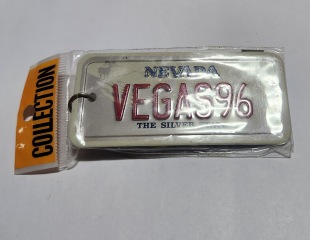 COLLECTION
NEVADA
VEGAS96
THE SILVER